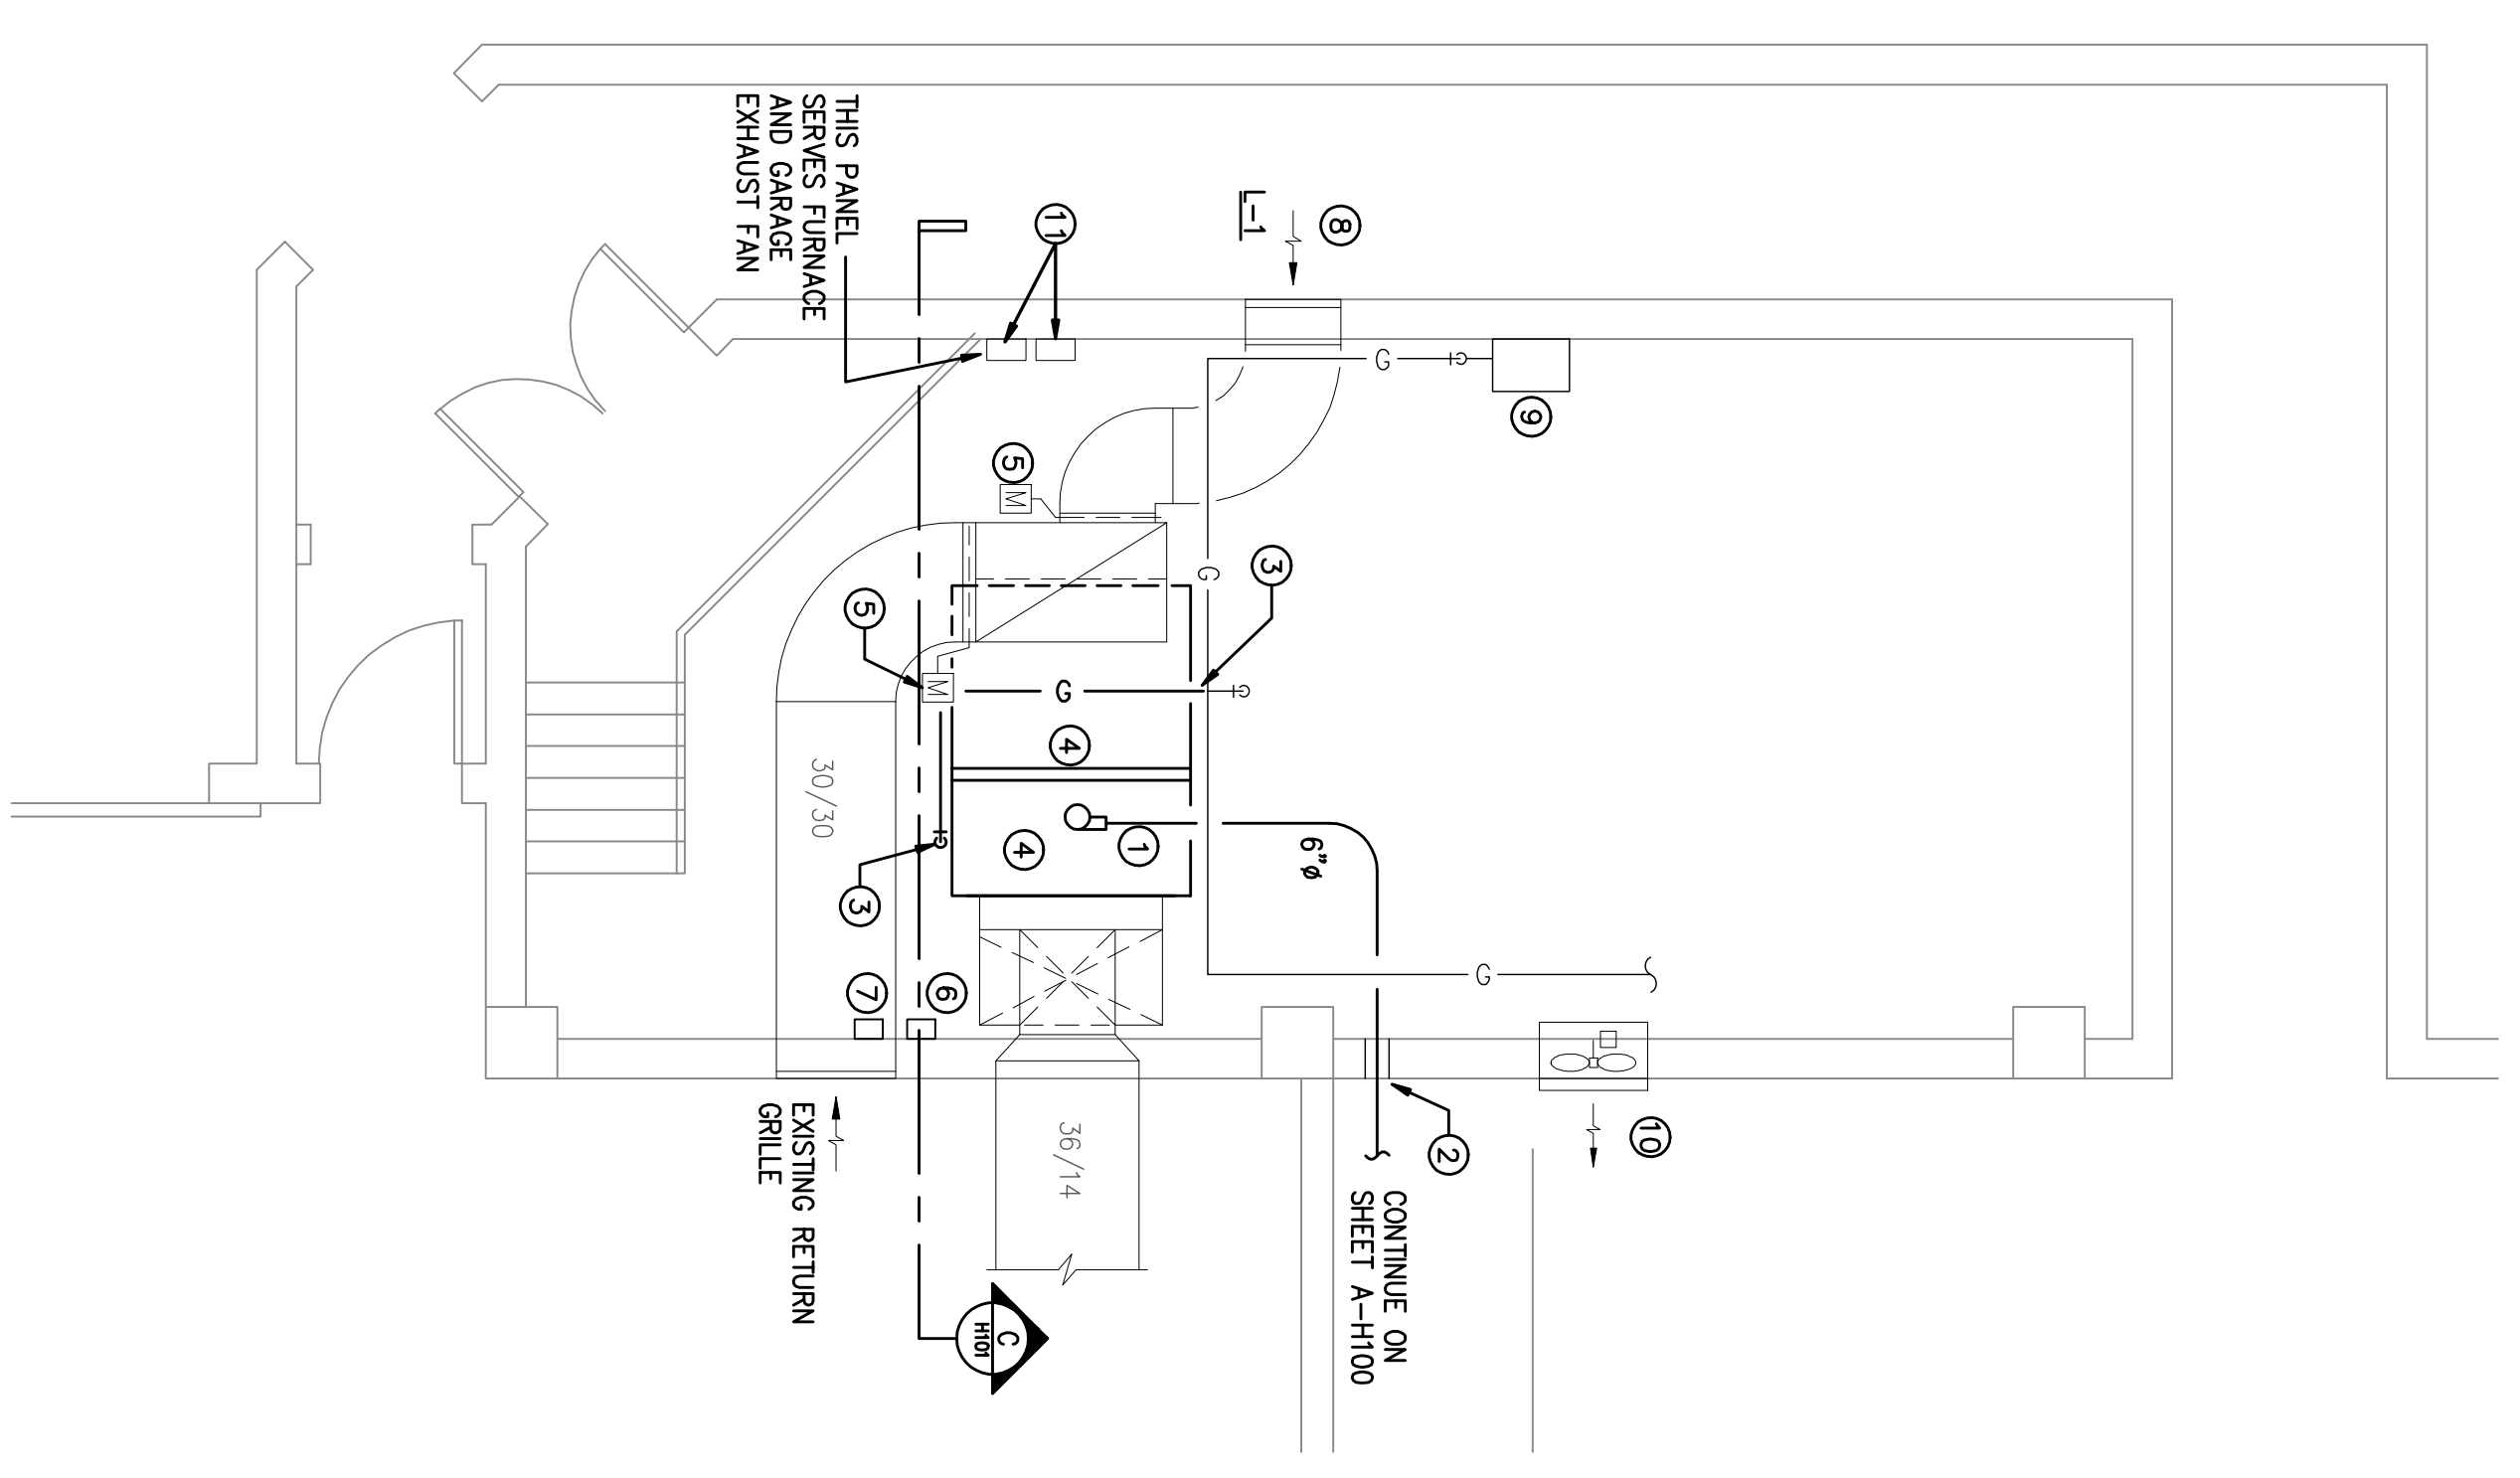 THIS PANEL
SERVES FURNACE
AND GARAGE
EXHAUST FAN
11
L-1
8
G
9
5
M
3
G
5
M
G
4
30/30
1
4
6"ø
3
7
6
G
EXISTING RETURN
GRILLE
36/14
2
10
CONTINUE ON
SHEET A-H100
C
H101